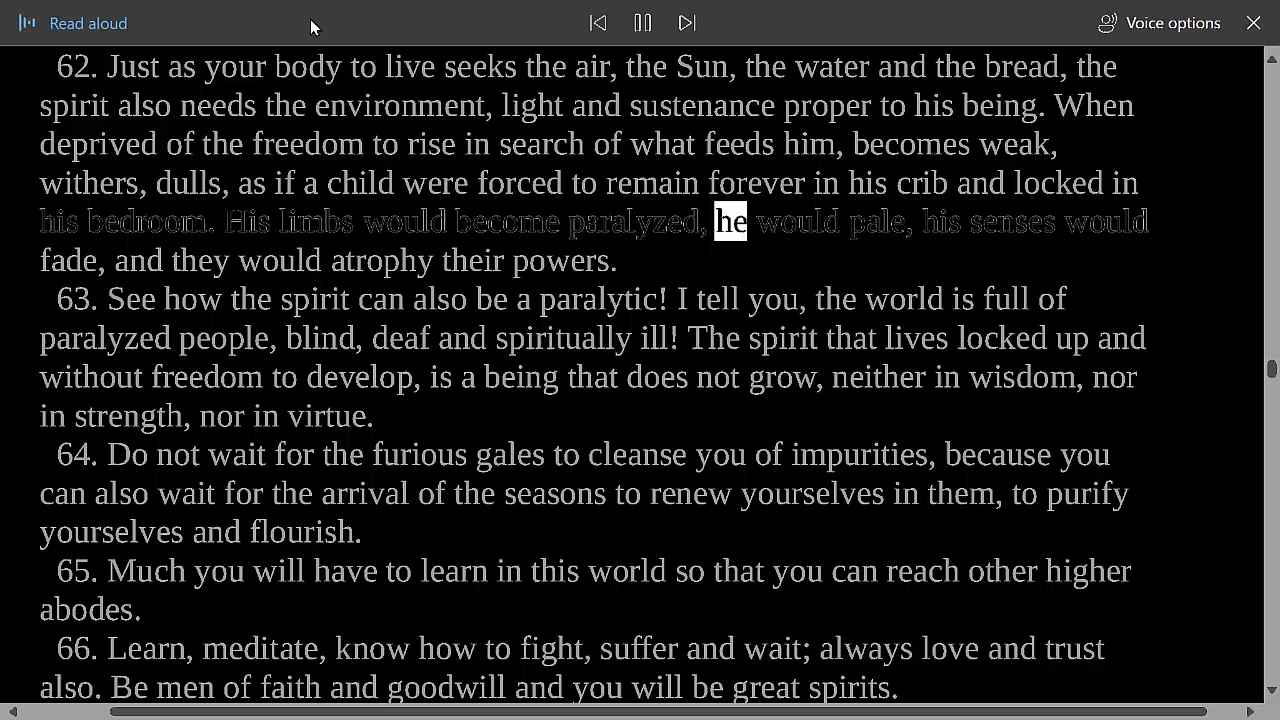 Read aloud
Voice options
62. Just as your body to live seeks the air, the Sun, the water and the bread, the
spirit also needs the environment, light and sustenance proper to his being. When
deprived of the freedom to rise in search of what feeds him, becomes weak,
withers, dulls, as if a child were forced to remain forever in his crib and locked in
his bedroom. His limbs would become paralyzed, he would pale, his senses would
fade, and they would atrophy their powers.
63. See how the spirit can also be a paralytic! I tell you, the world is full of
paralyzed people, blind, deaf and spiritually ill! The spirit that lives locked up and
without freedom to develop, is a being that does not grow, neither in wisdom, nor
in strength, nor in virtue.
64. Do not wait for the furious gales to cleanse you of impurities, because you
can also wait for the arrival of the seasons to renew yourselves in them, to purify
yourselves and flourish.
65. Much you will have to learn in this world so that you can reach other higher
abodes.
66. Learn, meditate, know how to fight, suffer and wait; always love and trust
also. Be men of faith and goodwill and you will be great spirits.